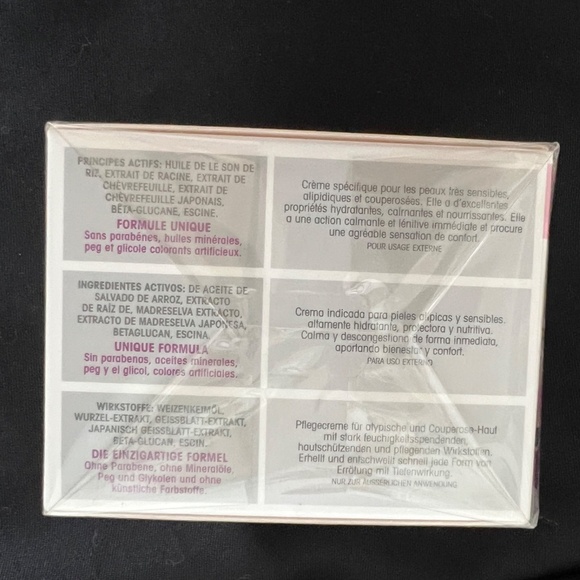 PRINCIPES ACTIFS: HUILE DE LE SON DE
RIZ, EXTRAIT DE RACINE, EXTRAIT DE
CHÈVREFEUILLE, EXTRAIT DE
CHÈVREFEUILLE JAPONAIS,
BÊTA-GLUCANE, ESCINE.
FORMULE UNIQUE
Sans parabénes, huiles minérales,
peg et glicole colorants artificieux.
Crème spécifique pour les peaux très sensibles,
alipidiques et couperosées. Elle a d'excellentes
propriétés hydratantes, calmantes et nourrissantes. Elle
a une action calmante et lénitive immédiate et procure
une agréable sensation de confort.
POUR USAGE EXTERNE
INGREDIENTES ACTIVOS: DE ACEITE DE
SALVADO DE ARROZ, EXTRACTO
DE RAÍZ DE, MADRESELVA EXTRACTO,
EXTRACTO DE MADRESELVA JAPONESA,
BETAGLUCAN, ESCINA
UNIQUE FORMULA
Sin parabenas, aceites minerales,
peg y el glicol, colores artificiales.
Crema indicada para pieles atípicas y sensibles,
altamente hidratante, protectora y nutritiva.
Calma y descongestiona de forma inmediata,
aportando bienestar y confort.
PARA USO EXTERNO
WIRKSTOFFE: WEIZENKEIMÖL,
WURZEL-EXTRAKT, GEISSBLATT-EXTRAKT,
JAPANISCH GEISSBLATT-EXTRAKT,
BETA-GLUCAN, ESCIN.
DIE EINZIGARTIGE FORMEL
Ohne Parabene, ohne Mineralöle,
Peg und Glykolen und ohne
künstliche Farbstoffe.
Pflegecreme für atypische und Couperose-Haut
mit stark feuchtigkeitsspendenden,
hautschützenden und pflegenden Wirkstoffen.
Erhellt und entschwellt schnell jede Form von
Errötung mit Tiefenwirkung.
NUR ZUR ÄUSSERLICHEN ANWENDUNG